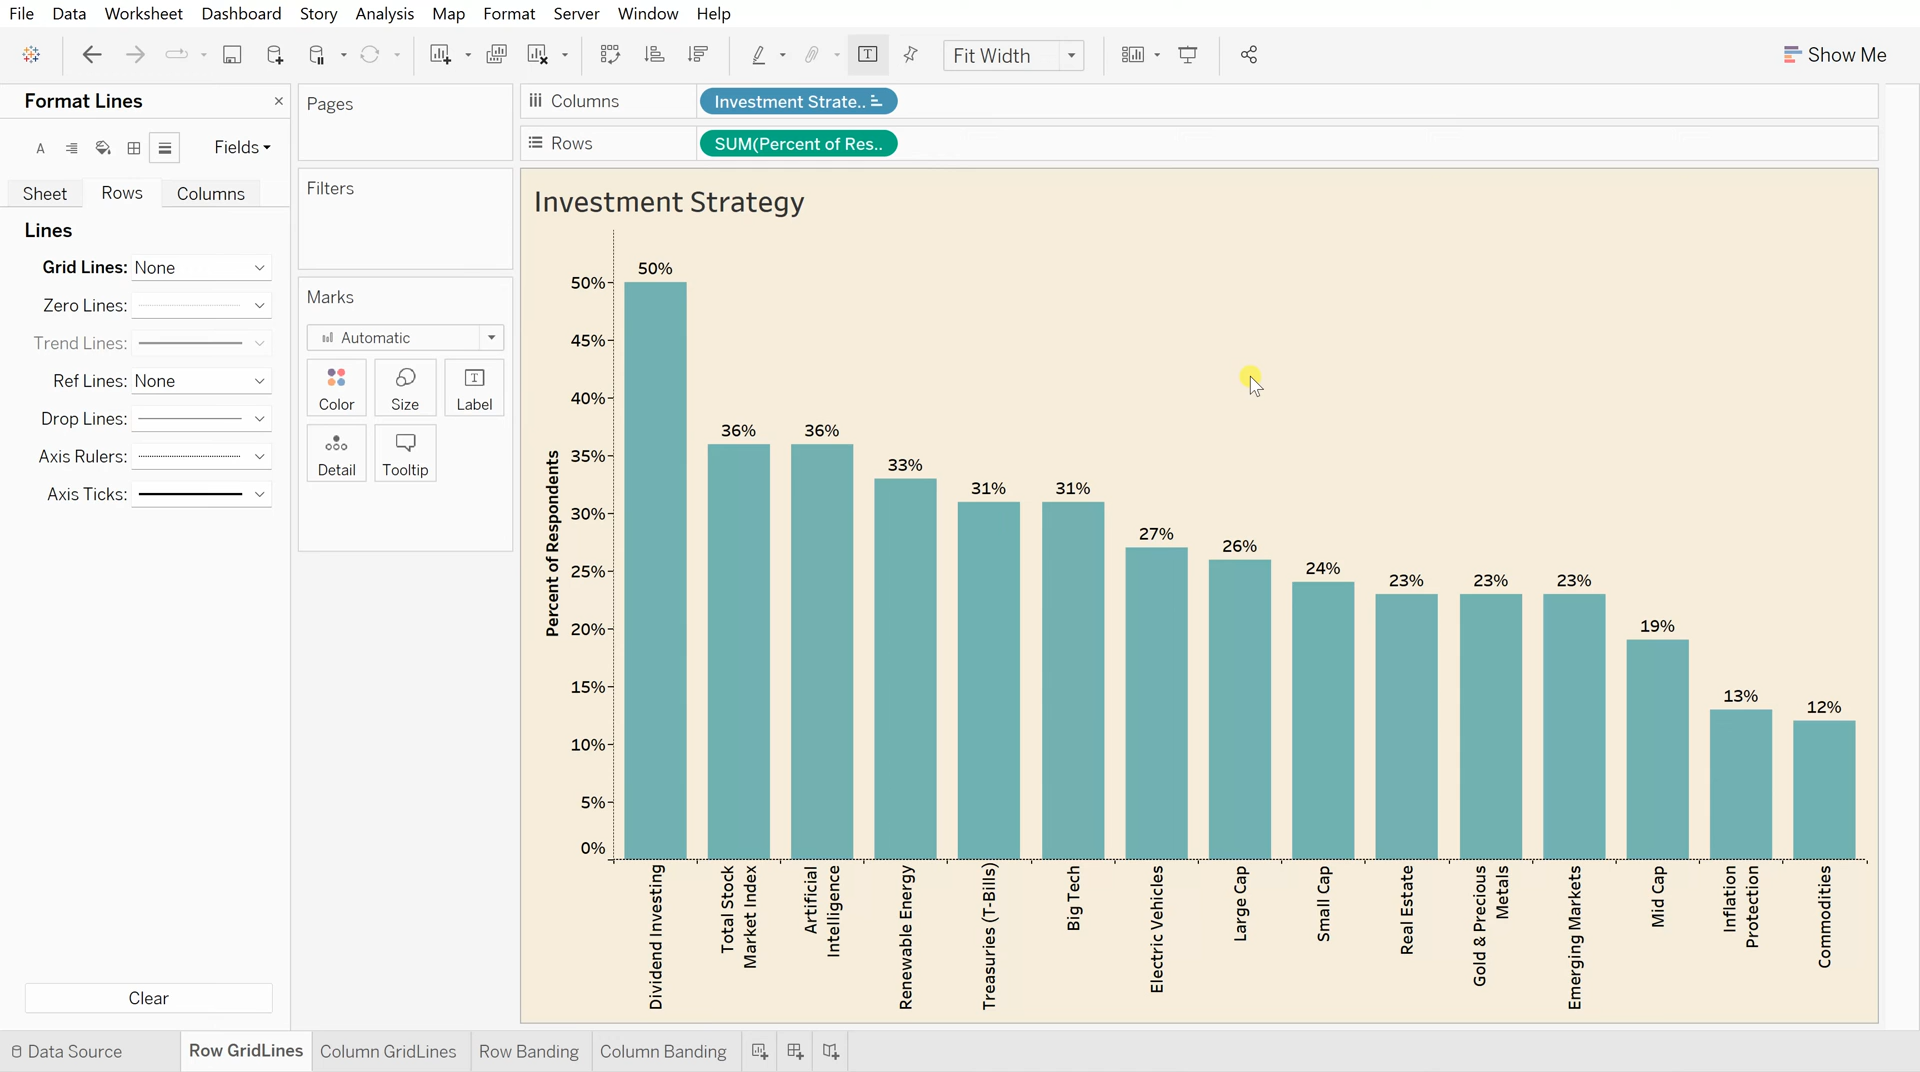 File Data Worksheet Dashboard Story Analysis Map Format Server Window Help
Fit Width
Show Me
Format Lines
Fields
Sheet Rows Columns
Lines
Grid Lines: None
Zero Lines:
Trend Lines:
Ref Lines: None
Drop Lines:
Axis Rulers:
Axis Ticks:
Clear
Pages
Filters
Marks
Automatic
Color Size Label
Detail Tooltip
Columns Investment Strate..
Rows SUM(Percent of Res..
Investment Strategy
Percent of Respondents
50%
45%
40%
35%
30%
25%
20%
15%
10%
5%
0%
50% 36% 36% 33% 31% 31% 27% 26% 24% 23% 23% 23% 19% 13% 12%
Dividend Investing
Total Stock
Market Index
Artificial
Intelligence
Renewable Energy
Treasuries (T-Bills)
Big Tech
Electric Vehicles
Large Cap
Small Cap
Real Estate
Gold & Precious
Metals
Emerging Markets
Mid Cap
Inflation
Protection
Commodities
Data Source Row GridLines Column GridLines Row Banding Column Banding